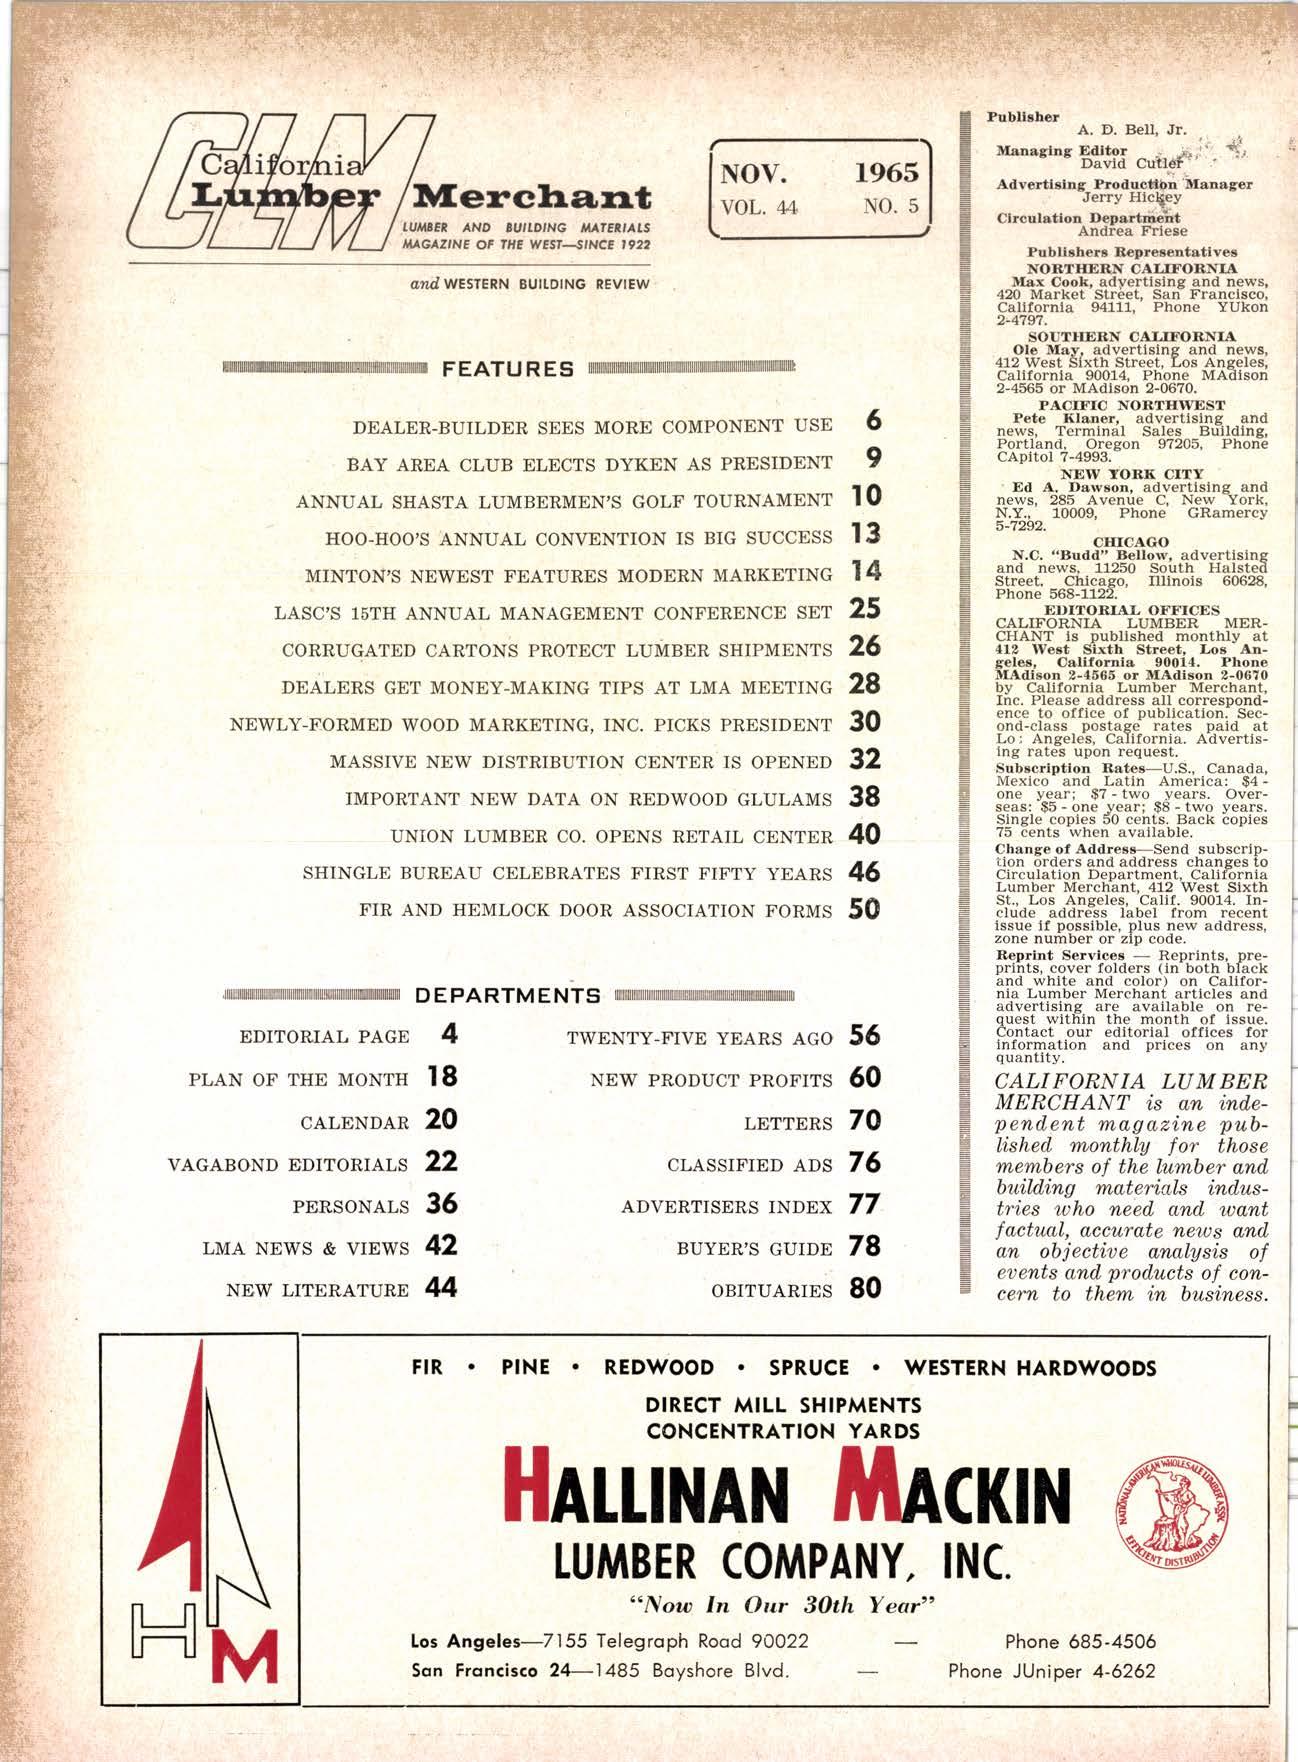 CLM
California
Lumber Merchant
LUMBER AND BUILDING MATERIALS
MAGAZINE OF THE WEST—SINCE 1922
and WESTERN BUILDING REVIEW
NOV. 1965
VOL. 44 NO. 5
FEATURES
DEALER-BUILDER SEES MORE COMPONENT USE 6
BAY AREA CLUB ELECTS DYKEN AS PRESIDENT 9
ANNUAL SHASTA LUMBERMEN'S GOLF TOURNAMENT 10
HOO-HOO'S ANNUAL CONVENTION IS BIG SUCCESS 13
MINTON'S NEWEST FEATURES MODERN MARKETING 14
LASC'S 15TH ANNUAL MANAGEMENT CONFERENCE SET 25
CORRUGATED CARTONS PROTECT LUMBER SHIPMENTS 26
DEALERS GET MONEY-MAKING TIPS AT LMA MEETING 28
NEWLY-FORMED WOOD MARKETING, INC. PICKS PRESIDENT 30
MASSIVE NEW DISTRIBUTION CENTER IS OPENED 32
IMPORTANT NEW DATA ON REDWOOD GLULAMS 38
UNION LUMBER CO. OPENS RETAIL CENTER 40
SHINGLE BUREAU CELEBRATES FIRST FIFTY YEARS 46
FIR AND HEMLOCK DOOR ASSOCIATION FORMS 50
DEPARTMENTS
EDITORIAL PAGE 4
PLAN OF THE MONTH 18
CALENDAR 20
VAGABOND EDITORIALS 22
PERSONALS 36
LMA NEWS & VIEWS 42
NEW LITERATURE 44
TWENTY-FIVE YEARS AGO 56
NEW PRODUCT PROFITS 60
LETTERS 70
CLASSIFIED ADS 76
ADVERTISERS INDEX 77
BUYER'S GUIDE 78
OBITUARIES 80
Publisher
A. D. Bell, Jr.
Managing Editor
David Cutler
Advertising Production Manager
Jerry Hickey
Circulation Department
Andrea Friese
Publishers Representatives
NORTHERN CALIFORNIA
Max Cook, advertising and news,
420 Market Street, San Francisco,
California 94111, Phone YUkon
2-4797.
SOUTHERN CALIFORNIA
Ole May, advertising and news,
412 West Sixth Street, Los Angeles,
California 90014, Phone MAdison
2-4565 or MAdison 2-0670.
PACIFIC NORTHWEST
Pete Klaner, advertising and
news, Terminal Sales Building,
Portland, Oregon 97205, Phone
CApitol 7-4993.
NEW YORK CITY
Ed A. Dawson, advertising and
news, 285 Avenue C, New York,
N.Y., 10009, Phone GRamercy
5-7292.
CHICAGO
N.C. "Budd" Bellow, advertising
and news, 11250 South Halsted
Street, Chicago, Illinois 60628,
Phone 568-1122.
EDITORIAL OFFICES
CALIFORNIA LUMBER MER-
CHANT is published monthly at
412 West Sixth Street, Los An-
geles, California 90014. Phone
MAdison 2-4565 or MAdison 2-0670
by California Lumber Merchant,
Inc. Please address all correspond-
ence to office of publication. Sec-
ond-class postage rates paid at
Lo: Angeles, California. Advertis-
ing rates upon request.
Subscription Rates—U.S., Canada,
Mexico and Latin America: $4 -
one year; $7 - two years. Over-
seas: $5 - one year; $8 - two years.
Single copies 50 cents. Back copies
75 cents when available.
Change of Address—Send subscrip-
tion orders and address changes to
Circulation Department, California
Lumber Merchant, 412 West Sixth
St., Los Angeles, Calif. 90014. In-
clude address label from recent
issue if possible, plus new address,
zone number or zip code.
Reprint Services — Reprints, pre-
prints, cover folders (in both black
and white and color) on Califor-
nia Lumber Merchant articles and
advertising are available on re-
quest within the month of issue.
Contact our editorial offices for
information and prices on any
quantity.
CALIFORNIA LUMBER
MERCHANT is an inde-
pendent magazine pub-
lished monthly for those
members of the lumber and
building materials indus-
tries who need and want
factual, accurate news and
an objective analysis of
events and products of con-
cern to them in business.
HM
FIR • PINE • REDWOOD • SPRUCE • WESTERN HARDWOODS
DIRECT MILL SHIPMENTS
CONCENTRATION YARDS
HALLINAN MACKIN
LUMBER COMPANY, INC.
"Now In Our 30th Year"
Los Angeles—7155 Telegraph Road 90022 — Phone 685-4506
San Francisco 24—1485 Bayshore Blvd. — Phone JUniper 4-6262
NATIONAL-AMERICAN WHOLESALE LUMBER ASSN.
EFFICIENT DISTRIBUTION